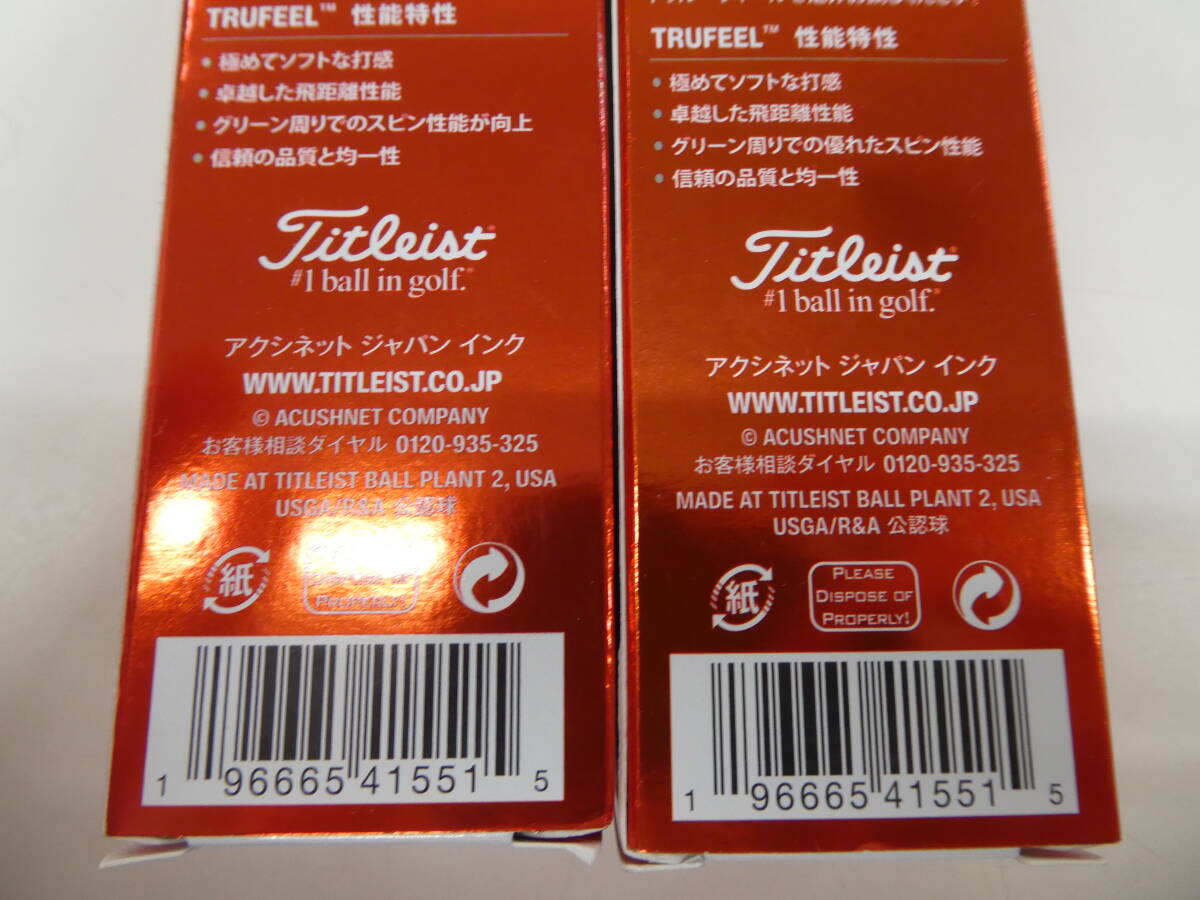 TRUFEEL™ 性能特性
• 極めてソフトな打感
• 卓越した飛距離性能
• グリーン周りでのスピン性能が向上
• 信頼の品質と均一性
Titleist®
#1 ball in golf.®
アクシネット ジャパン インク
WWW.TITLEIST.CO.JP
© ACUSHNET COMPANY
お客様相談ダイヤル 0120-935-325
MADE AT TITLEIST BALL PLANT 2, USA
USGA/R&A 公認球
紙
PROPERLY!
1 96665 41551 5
TRUFEEL™ 性能特性
• 極めてソフトな打感
• 卓越した飛距離性能
• グリーン周りでの優れたスピン性能
• 信頼の品質と均一性
Titleist®
#1 ball in golf.®
アクシネット ジャパン インク
WWW.TITLEIST.CO.JP
© ACUSHNET COMPANY
お客様相談ダイヤル 0120-935-325
MADE AT TITLEIST BALL PLANT 2, USA
USGA/R&A 公認球
紙
PLEASE
DISPOSE OF
PROPERLY!
1 96665 41551 5